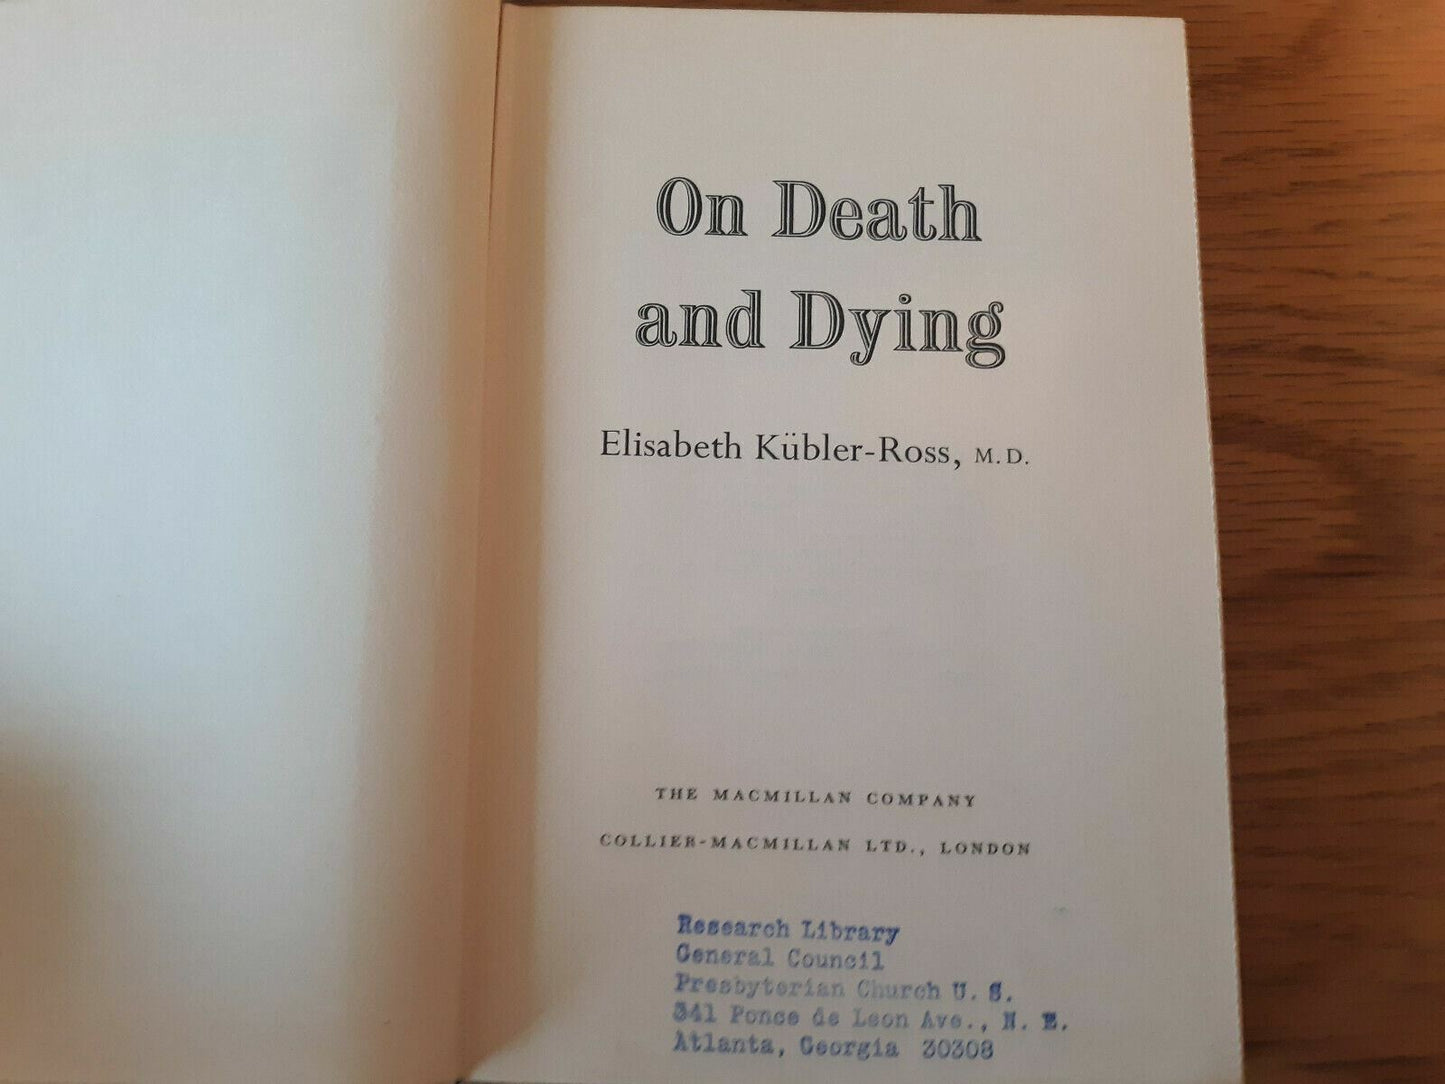 On Death
and Dying
Elisabeth Kübler-Ross, M.D.
THE MACMILLAN COMPANY
COLLIER-MACMILLAN LTD., LONDON
Research Library
General Council
Presbyterian Church U. S.
341 Ponce de Leon Ave., N. E.
Atlanta, Georgia 30308